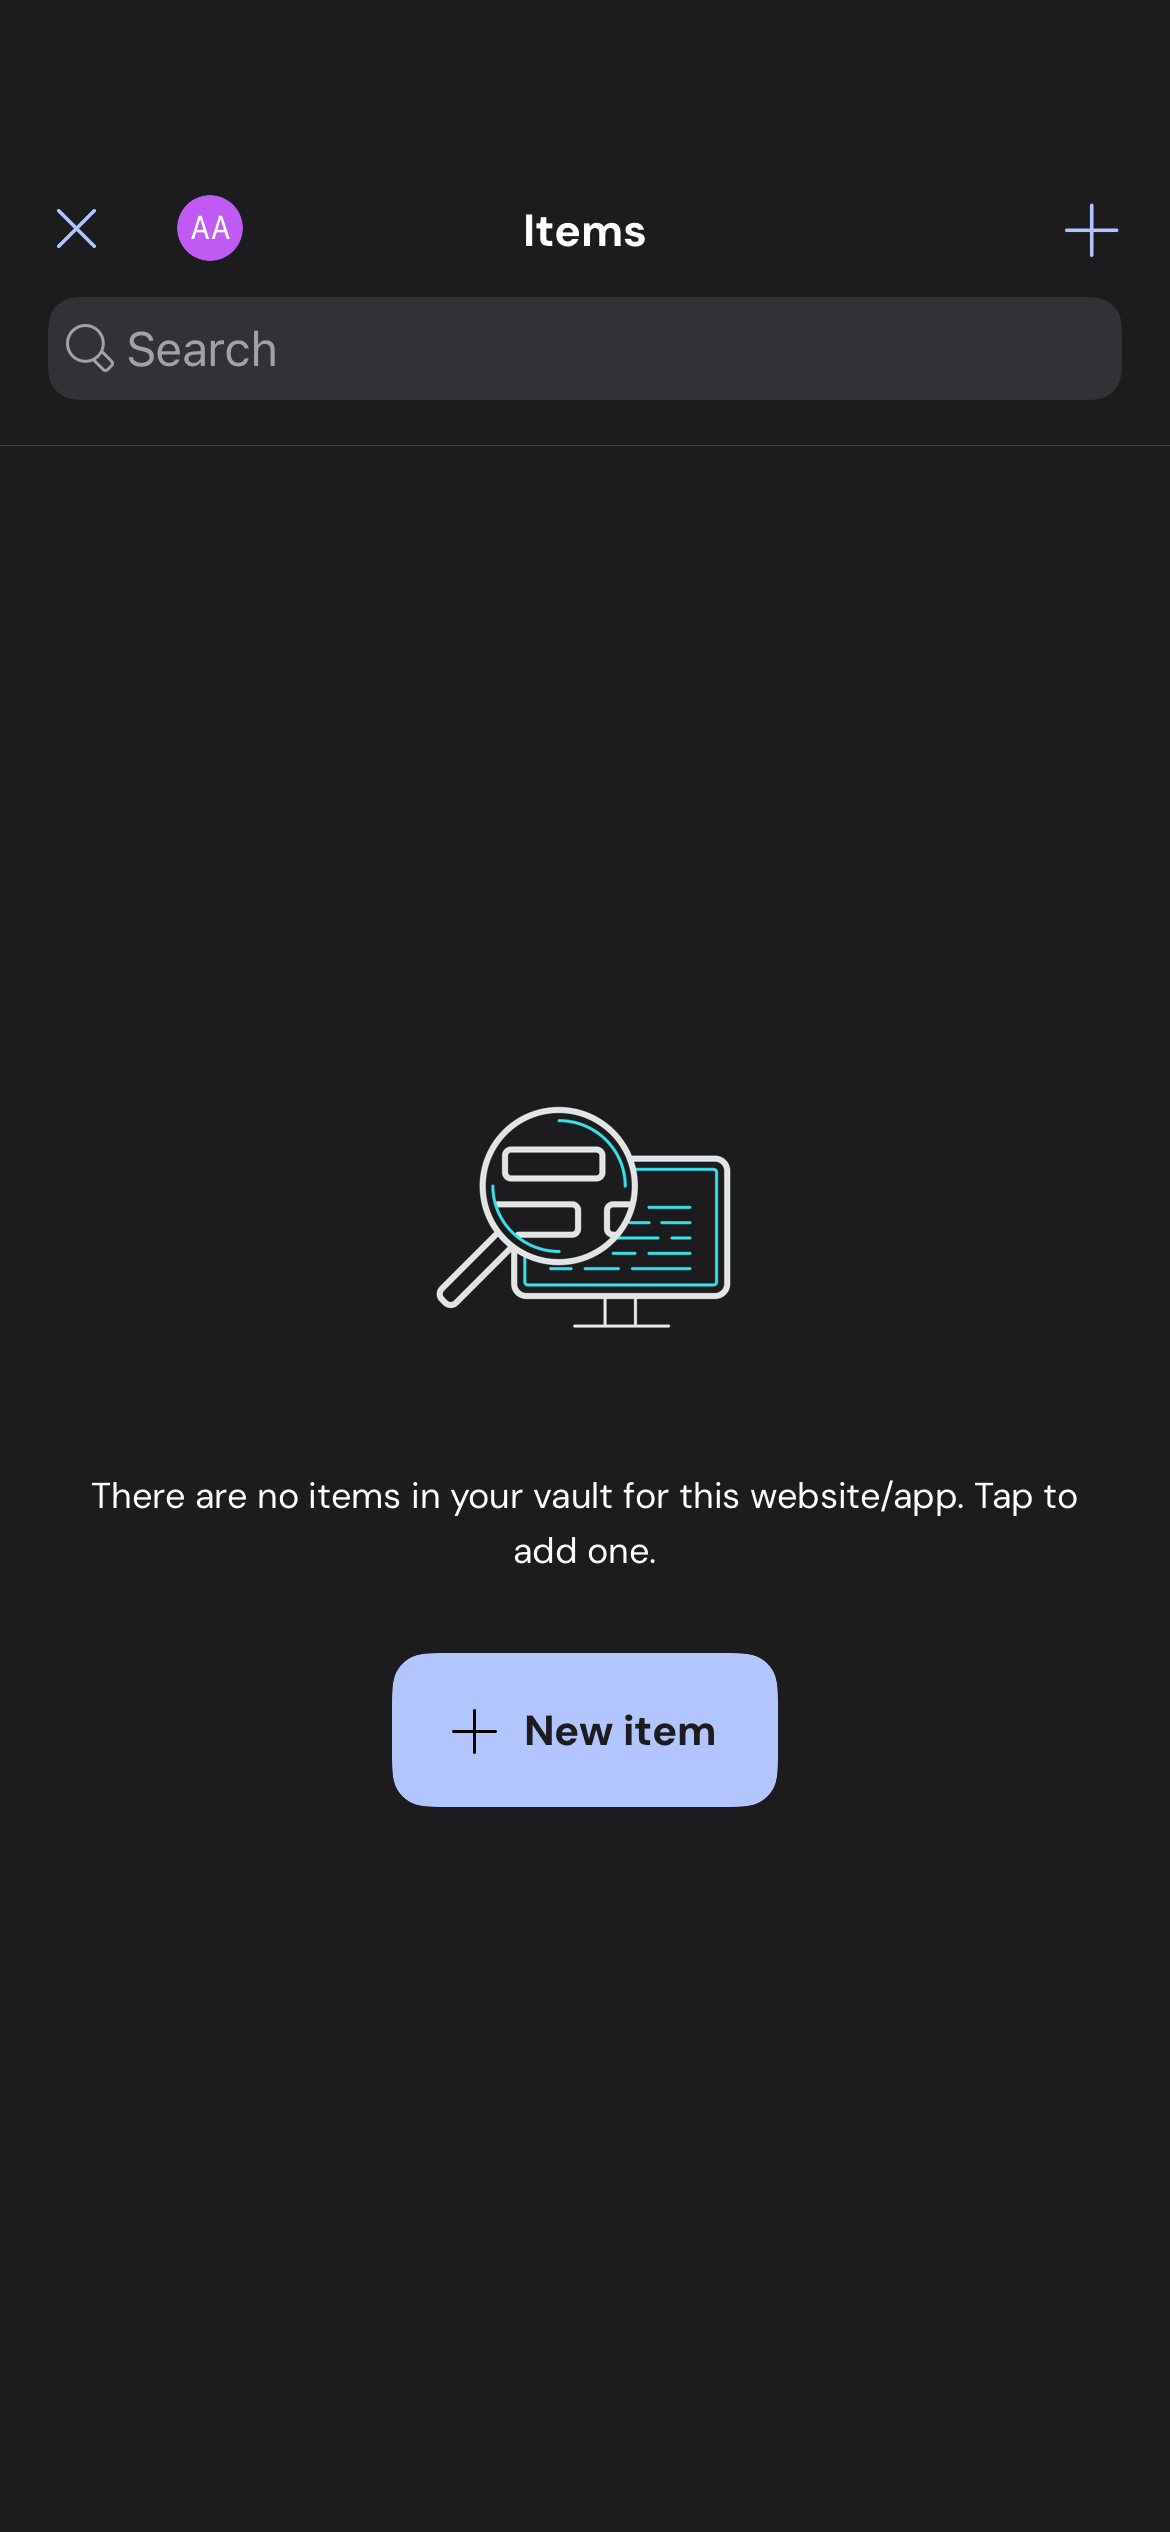 AA
Items
Search
There are no items in your vault for this website/app. Tap to
add one.
New item